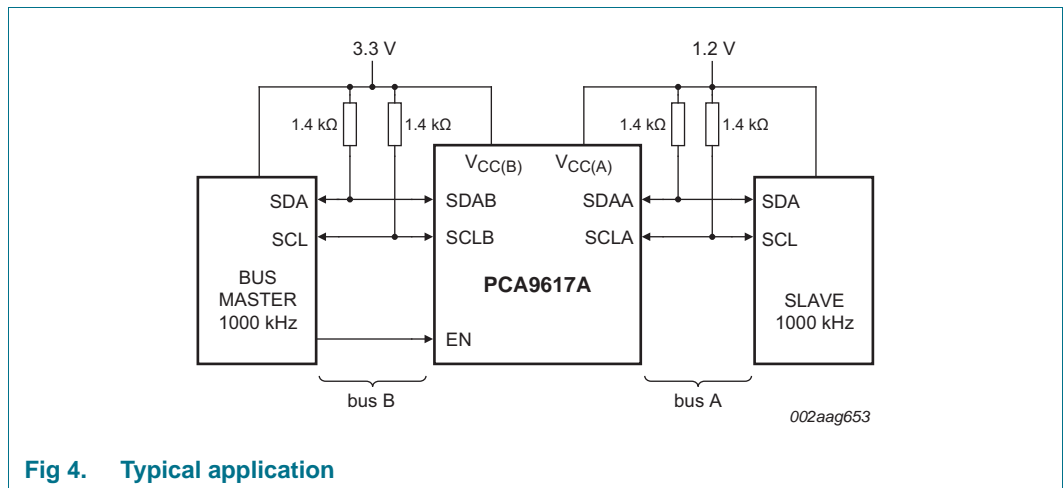 3.3 V
1.2 V
1.4 kΩ
1.4 kΩ
1.4 kΩ
1.4 kΩ
VCC(B)
VCC(A)
SDA
SDAB
SDAA
SDA
SCL
SCLB
SCLA
SCL
BUS
MASTER
1000 kHz
PCA9617A
SLAVE
1000 kHz
EN
bus B
bus A
002aag653
Fig 4. Typical application